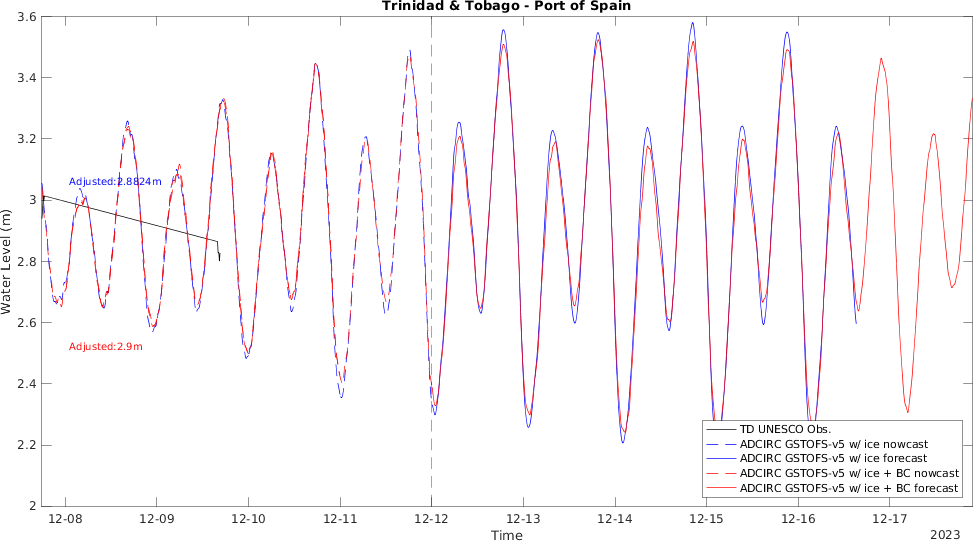 Trinidad & Tobago - Port of Spain
3.6
3.4
3.2
3
2.8
2.6
2.4
2.2
2
Water Level (m)
Adjusted:2.8824m
Adjusted:2.9m
TD UNESCO Obs.
ADCIRC GSTOFS-v5 w/ ice nowcast
ADCIRC GSTOFS-v5 w/ ice forecast
ADCIRC GSTOFS-v5 w/ ice + BC nowcast
ADCIRC GSTOFS-v5 w/ ice + BC forecast
12-08 12-09 12-10 12-11 12-12 12-13 12-14 12-15 12-16 12-17
Time
2023